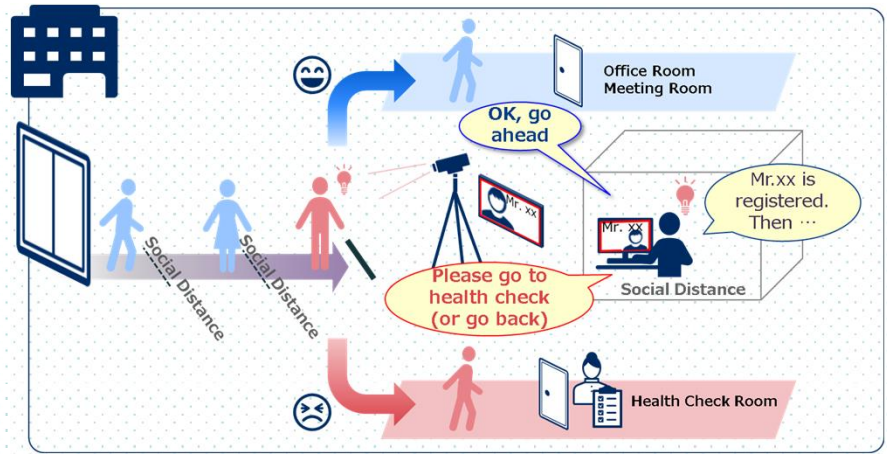 Office Room
Meeting Room
OK, go
ahead
Mr. xx
Mr.xx is
registered.
Then ⋯
Mr. xx
Social Distance
Social Distance
Please go to
health check
(or go back)
Social Distance
Health Check Room